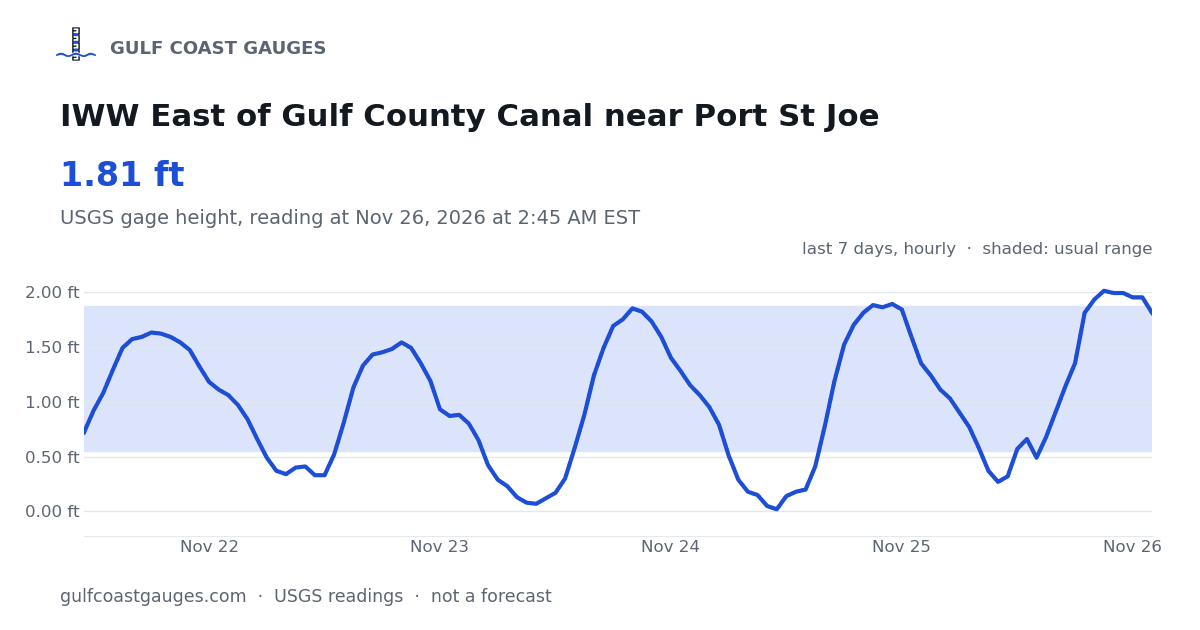 GULF COAST GAUGES
IWW East of Gulf County Canal near Port St Joe
1.81 ft
USGS gage height, reading at Nov 26, 2026 at 2:45 AM EST
last 7 days, hourly · shaded: usual range
2.00 ft
1.50 ft
1.00 ft
0.50 ft
0.00 ft
Nov 22 Nov 23 Nov 24 Nov 25 Nov 26
gulfcoastgauges.com · USGS readings · not a forecast